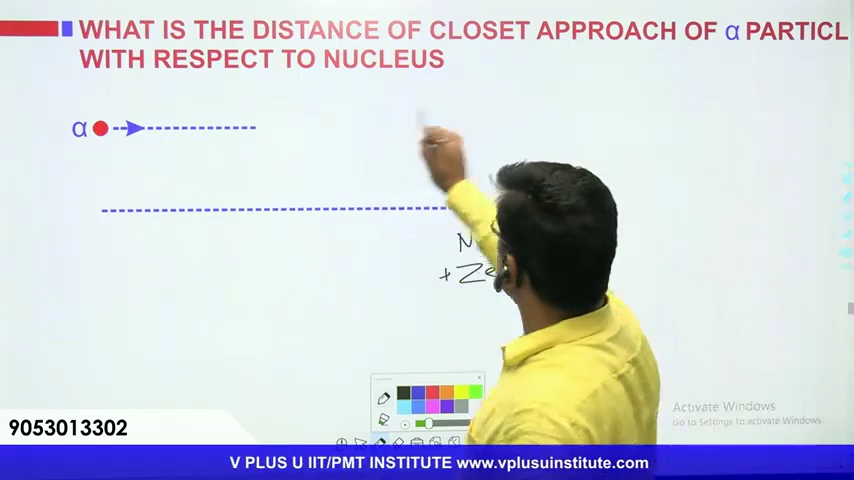 WHAT IS THE DISTANCE OF CLOSET APPROACH OF α PARTICL
WITH RESPECT TO NUCLEUS
α
+Ze
Activate Windows
Go to Settings to activate Windows.
9053013302
V PLUS U IIT/PMT INSTITUTE www.vplusuinstitute.com